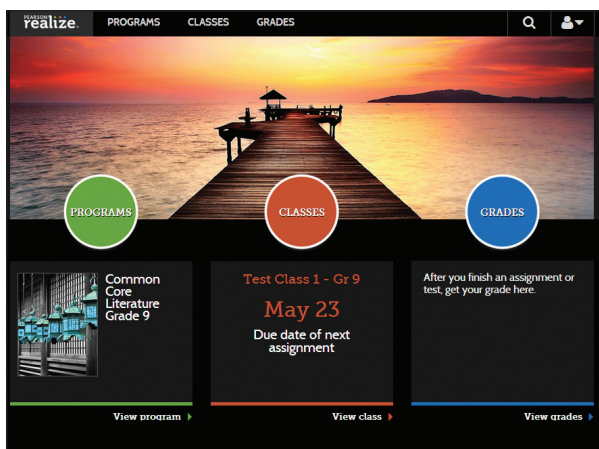 PEARSON
realize.
PROGRAMS
CLASSES
GRADES
PROGRAMS
CLASSES
GRADES
Common
Core
Literature
Grade 9
Test Class 1 - Gr 9
May 23
Due date of next
assignment
After you finish an assignment or
test, get your grade here.
View program
View class
View grades